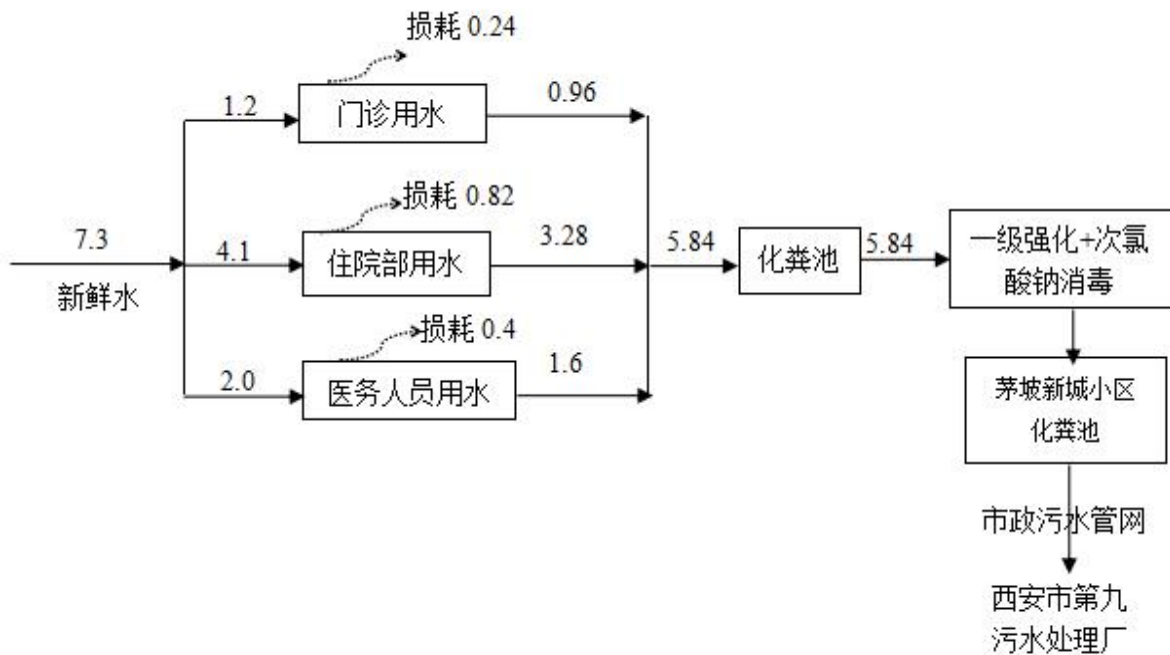 损耗 0.24
1.2
门诊用水
0.96
损耗 0.82
7.3
新鲜水
4.1
住院部用水
3.28
5.84
化粪池
5.84
一级强化+次氯
酸钠消毒
损耗 0.4
2.0
医务人员用水
1.6
茅坡新城小区
化粪池
市政污水管网
西安市第九
污水处理厂